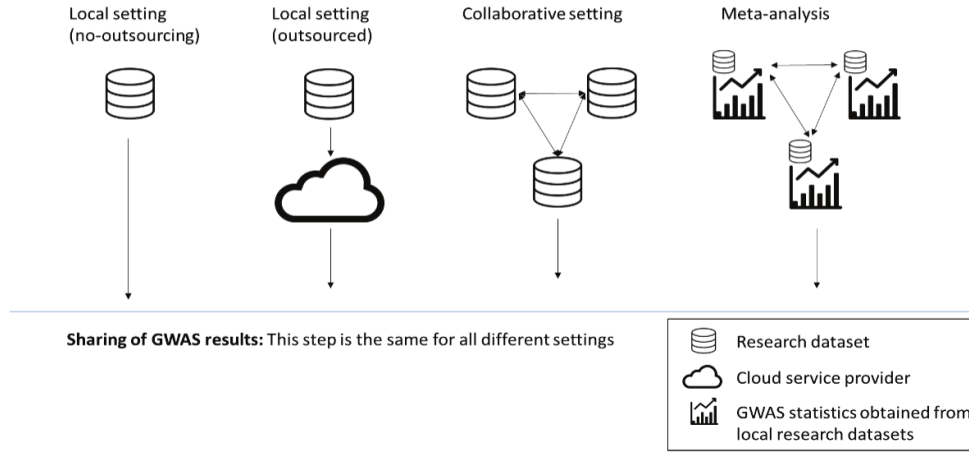 Local setting
(no-outsourcing)
Local setting
(outsourced)
Collaborative setting
Meta-analysis
Sharing of GWAS results: This step is the same for all different settings
Research dataset
Cloud service provider
GWAS statistics obtained from
local research datasets